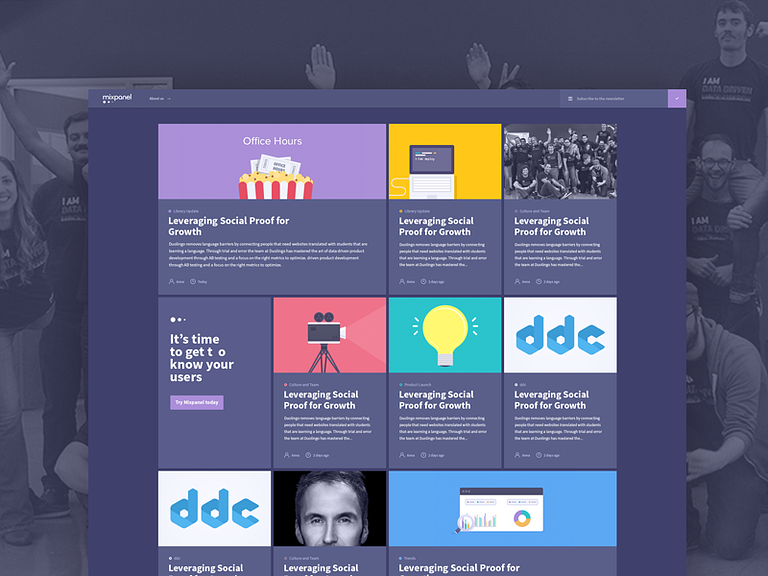 I AM
DATA DRIVEN
I AM
DATA
I AM
DATA DRI
I AM
DATA
mixpanel
About us
Subscribe to the newsletter
Office Hours
Library Update
Leveraging Social Proof for
Growth
Duolingo removes language barriers by connecting people that need websites translated with students that are
learning a language. Through trial and error the team at Duolingo has mastered the art of data driven product
development through AB testing and a focus on the right metrics to optimize. driven product development
through AB testing and a focus on the right metrics to optimize.
Anna
Today
Library Update
Leveraging Social
Proof for Growth
Duolingo removes language barriers by connecting
people that need websites translated with students
that are learning a language. Through trial and error
the team at Duolingo has mastered the...
Anna
3 days ago
Culture and Team
Leveraging Social
Proof for Growth
Duolingo removes language barriers by connecting
people that need websites translated with students
that are learning a language. Through trial and error
the team at Duolingo has mastered the...
Anna
3 days ago
It's time
to get t o
know your
users
Try Mixpanel today
Culture and Team
Leveraging Social
Proof for Growth
Duolingo removes language barriers by connecting
people that need websites translated with students
that are learning a language. Through trial and error
the team at Duolingo has mastered the...
Anna
3 days ago
Product Launch
Leveraging Social
Proof for Growth
Duolingo removes language barriers by connecting
people that need websites translated with students
that are learning a language. Through trial and error
the team at Duolingo has mastered the...
Anna
3 days ago
ddc
ddc
Leveraging Social
Proof for Growth
Duolingo removes language barriers by connecting
people that need websites translated with students
that are learning a language. Through trial and error
the team at Duolingo has mastered the...
Anna
3 days ago
ddc
ddc
Leveraging Social
Culture and Team
Leveraging Social
Trends
Leveraging Social Proof for